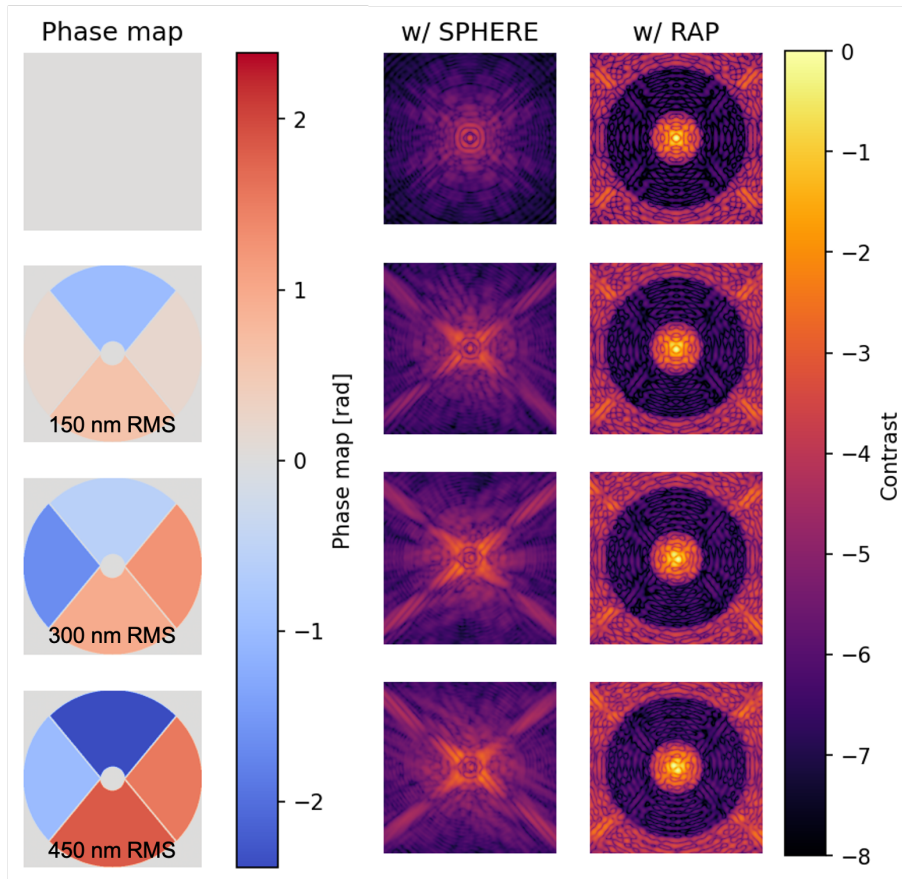 Phase map
w/ SPHERE
w/ RAP
150 nm RMS
300 nm RMS
450 nm RMS
2
1
0
−1
−2
Phase map [rad]
0
−1
−2
−3
−4
−5
−6
−7
−8
Contrast